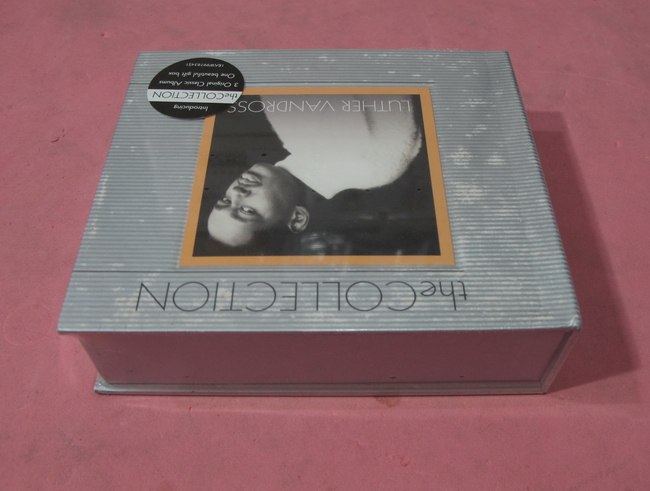 Introducing
theCOLLECTION
3 Original Classic Albums
One beautiful gift box
LUTHER VANDROSS
theCOLLECTION